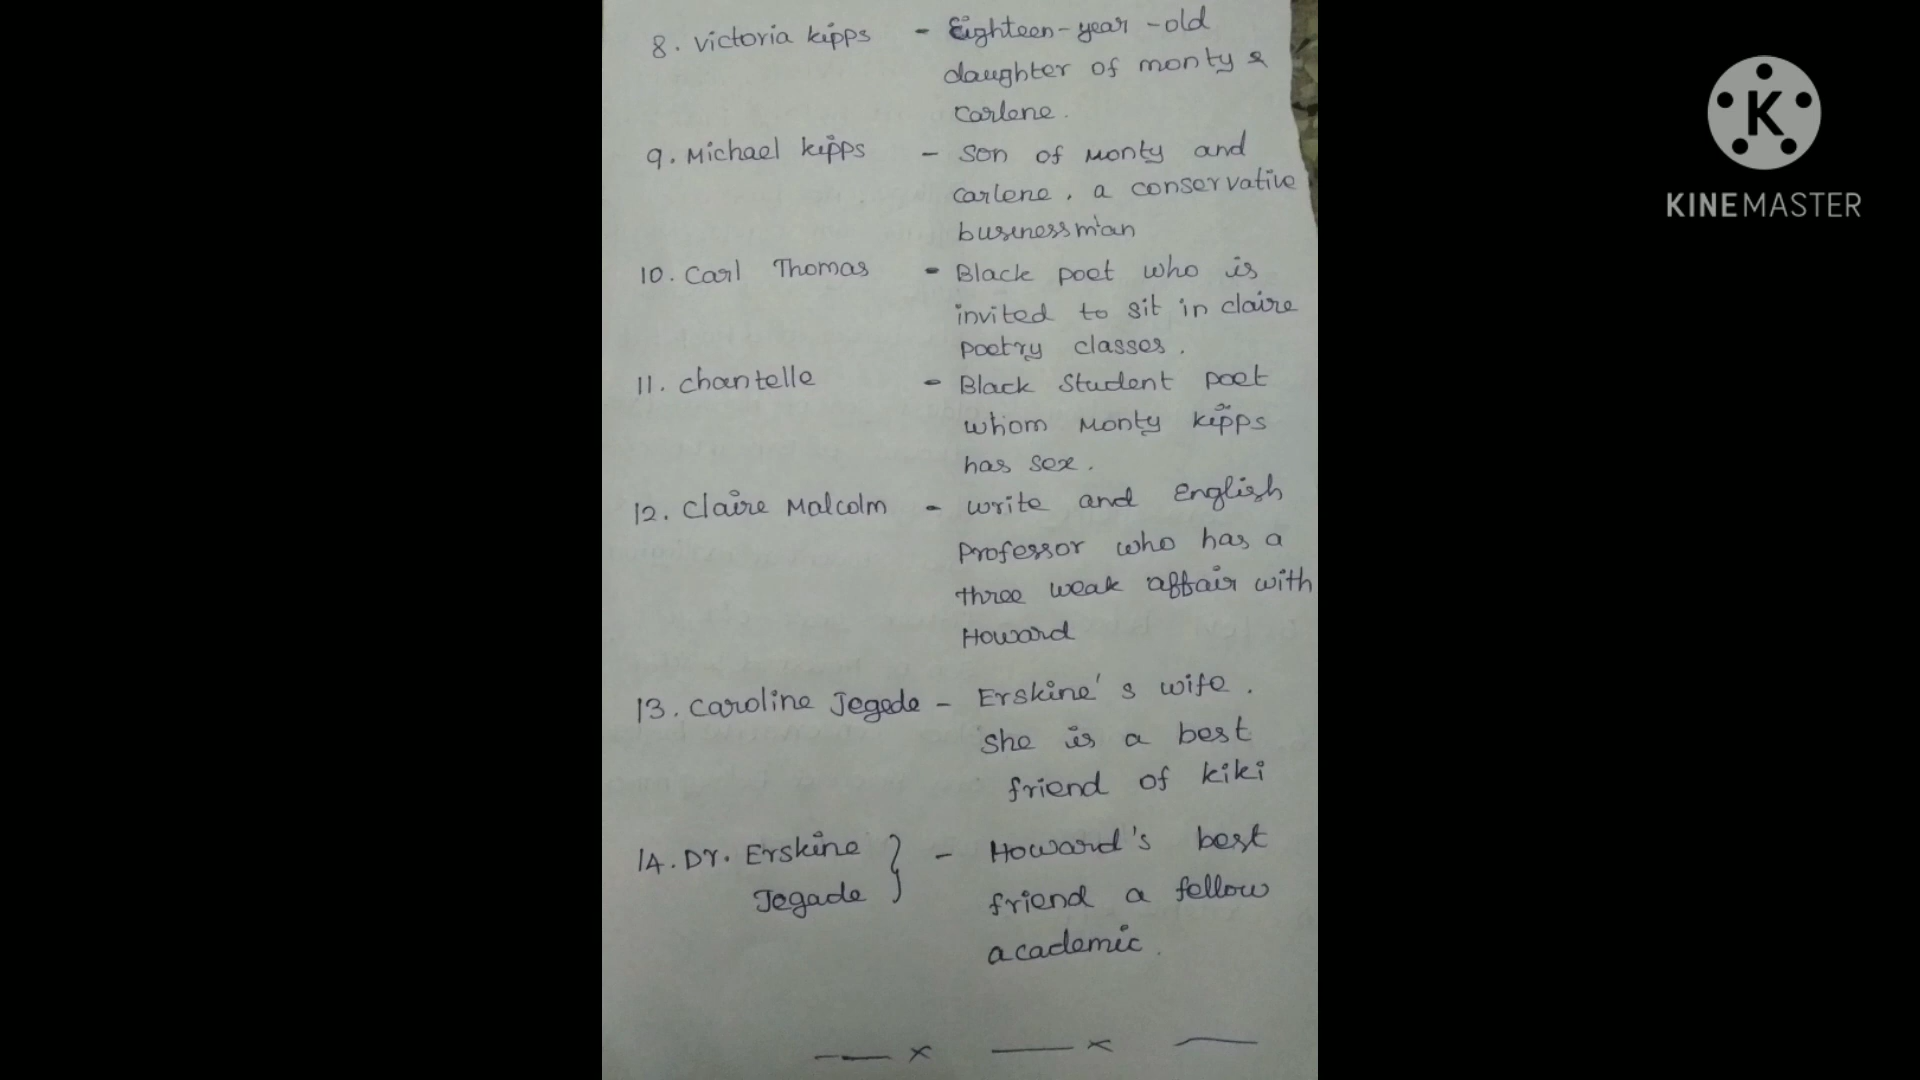 8. Victoria kipps - Eighteen-year-old
daughter of monty &
Carlene.
9. Michael kipps - Son of Monty and
Carlene, a conservative
businessman
10. Carl Thomas - Black poet who is
invited to sit in claire
Poetry classes.
11. Chantelle - Black Student poet
whom Monty kipps
has sex.
12. Claire Malcolm - write and English
Professor who has a
three weak affair with
Howard
13. Caroline Jegede - Erskine's wife.
She is a best
friend of kiki
14. Dr. Erskine } - Howard's best
Jegade friend a fellow
academic.
K
KINEMASTER